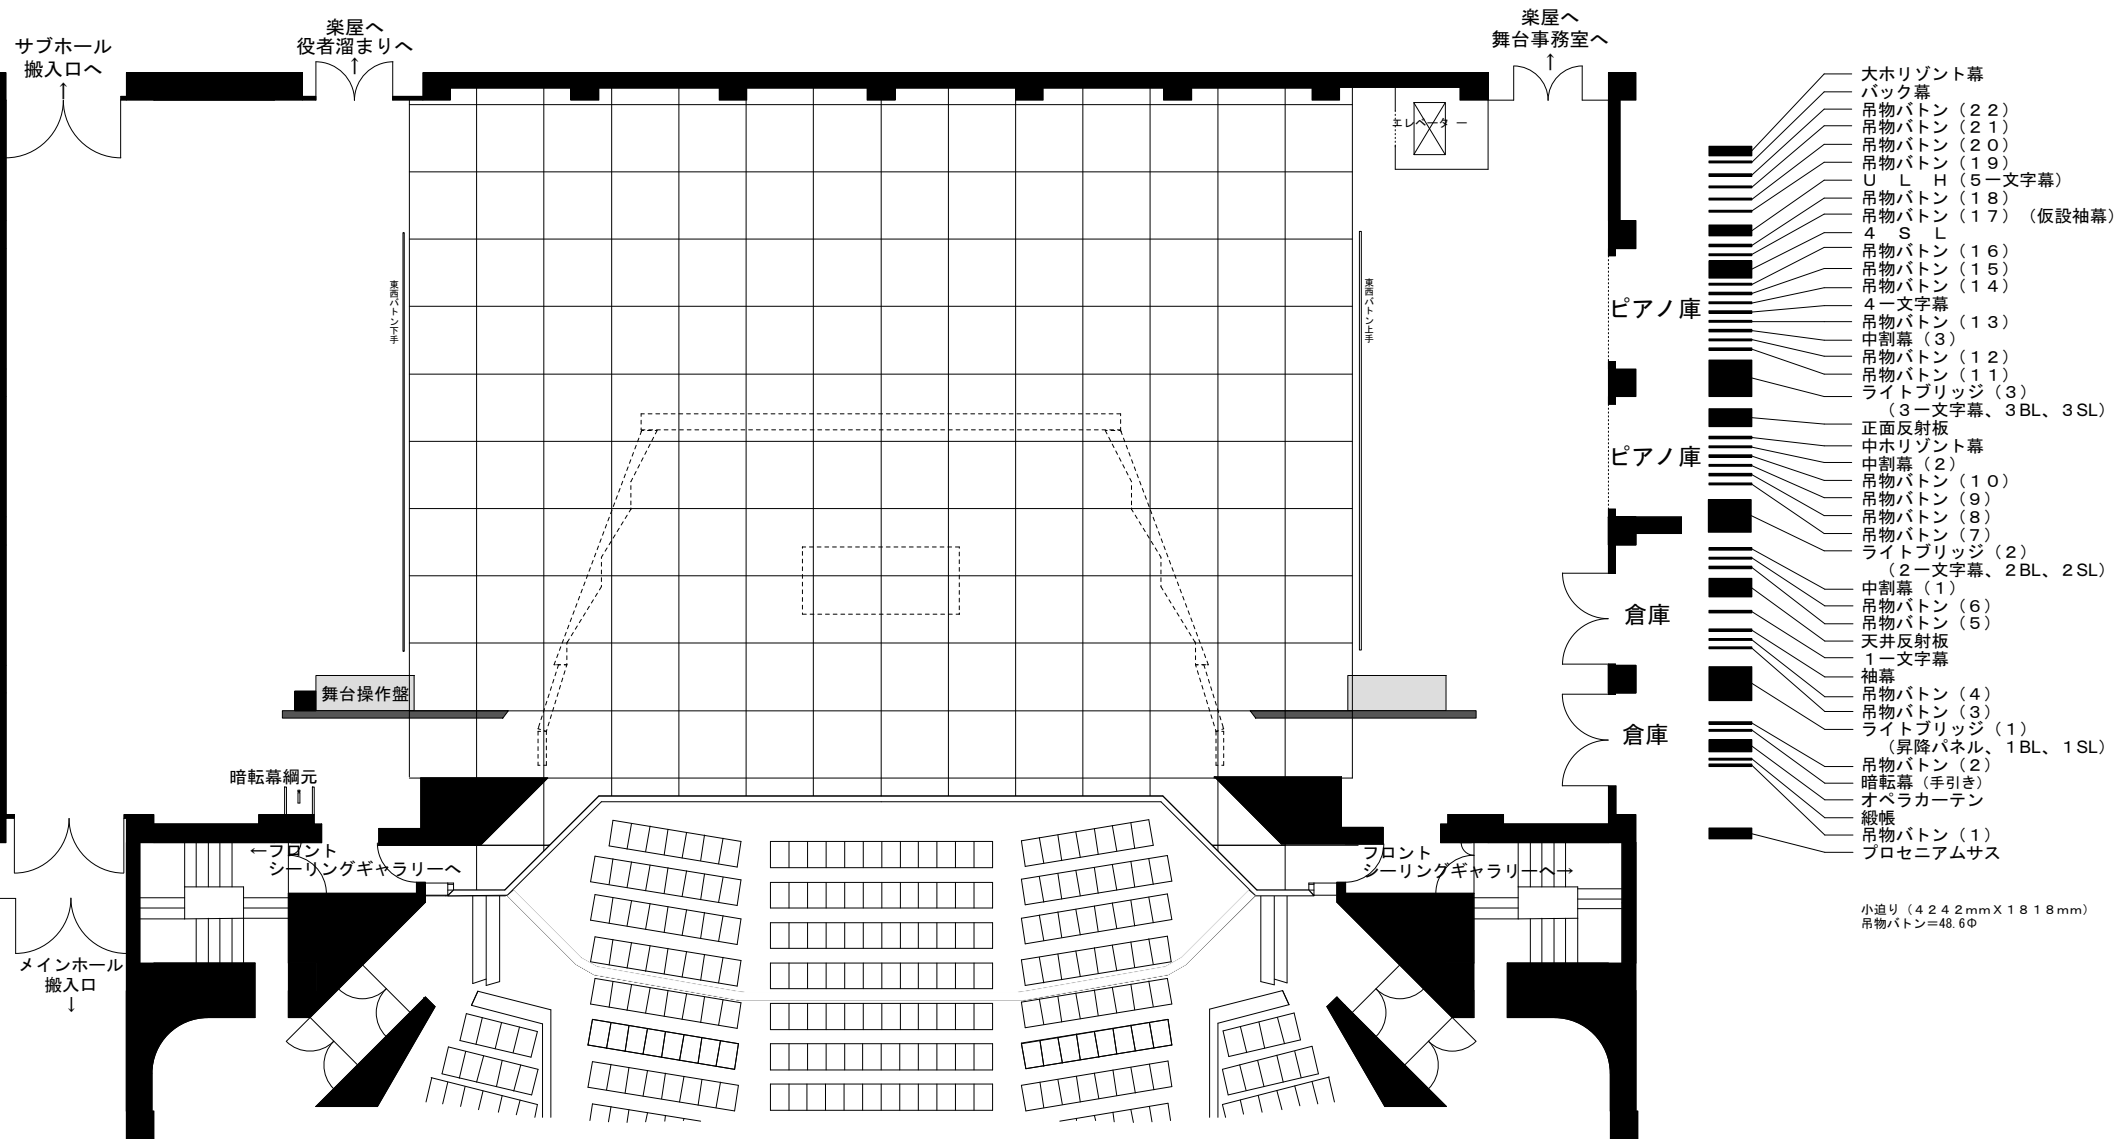 サブホール
搬入口へ
↑
楽屋へ
役者溜まりへ
↑
楽屋へ
舞台事務室へ
↑
エレベーター
東西バトン下手
東西バトン上手
ピアノ庫
ピアノ庫
倉庫
倉庫
舞台操作盤
暗転幕綱元
←フロント
シーリングギャラリーへ
フロント
シーリングギャラリーへ→
メインホール
搬入口
↓
大ホリゾント幕
バック幕
吊物バトン（２２）
吊物バトン（２１）
吊物バトン（２０）
吊物バトン（１９）
Ｕ　Ｌ　Ｈ（５一文字幕）
吊物バトン（１８）
吊物バトン（１７）（仮設袖幕）
４　Ｓ　Ｌ
吊物バトン（１６）
吊物バトン（１５）
吊物バトン（１４）
４一文字幕
吊物バトン（１３）
中割幕（３）
吊物バトン（１２）
吊物バトン（１１）
ライトブリッジ（３）
（３一文字幕、３BL、３SL）
正面反射板
中ホリゾント幕
中割幕（２）
吊物バトン（１０）
吊物バトン（９）
吊物バトン（８）
吊物バトン（７）
ライトブリッジ（２）
（２一文字幕、２BL、２SL）
中割幕（１）
吊物バトン（６）
吊物バトン（５）
天井反射板
１一文字幕
袖幕
吊物バトン（４）
吊物バトン（３）
ライトブリッジ（１）
（昇降パネル、１BL、１SL）
吊物バトン（２）
暗転幕（手引き）
オペラカーテン
緞帳
吊物バトン（１）
プロセニアムサス
小迫り（４２４２mmＸ１８１８mm）
吊物バトン＝48.6Φ